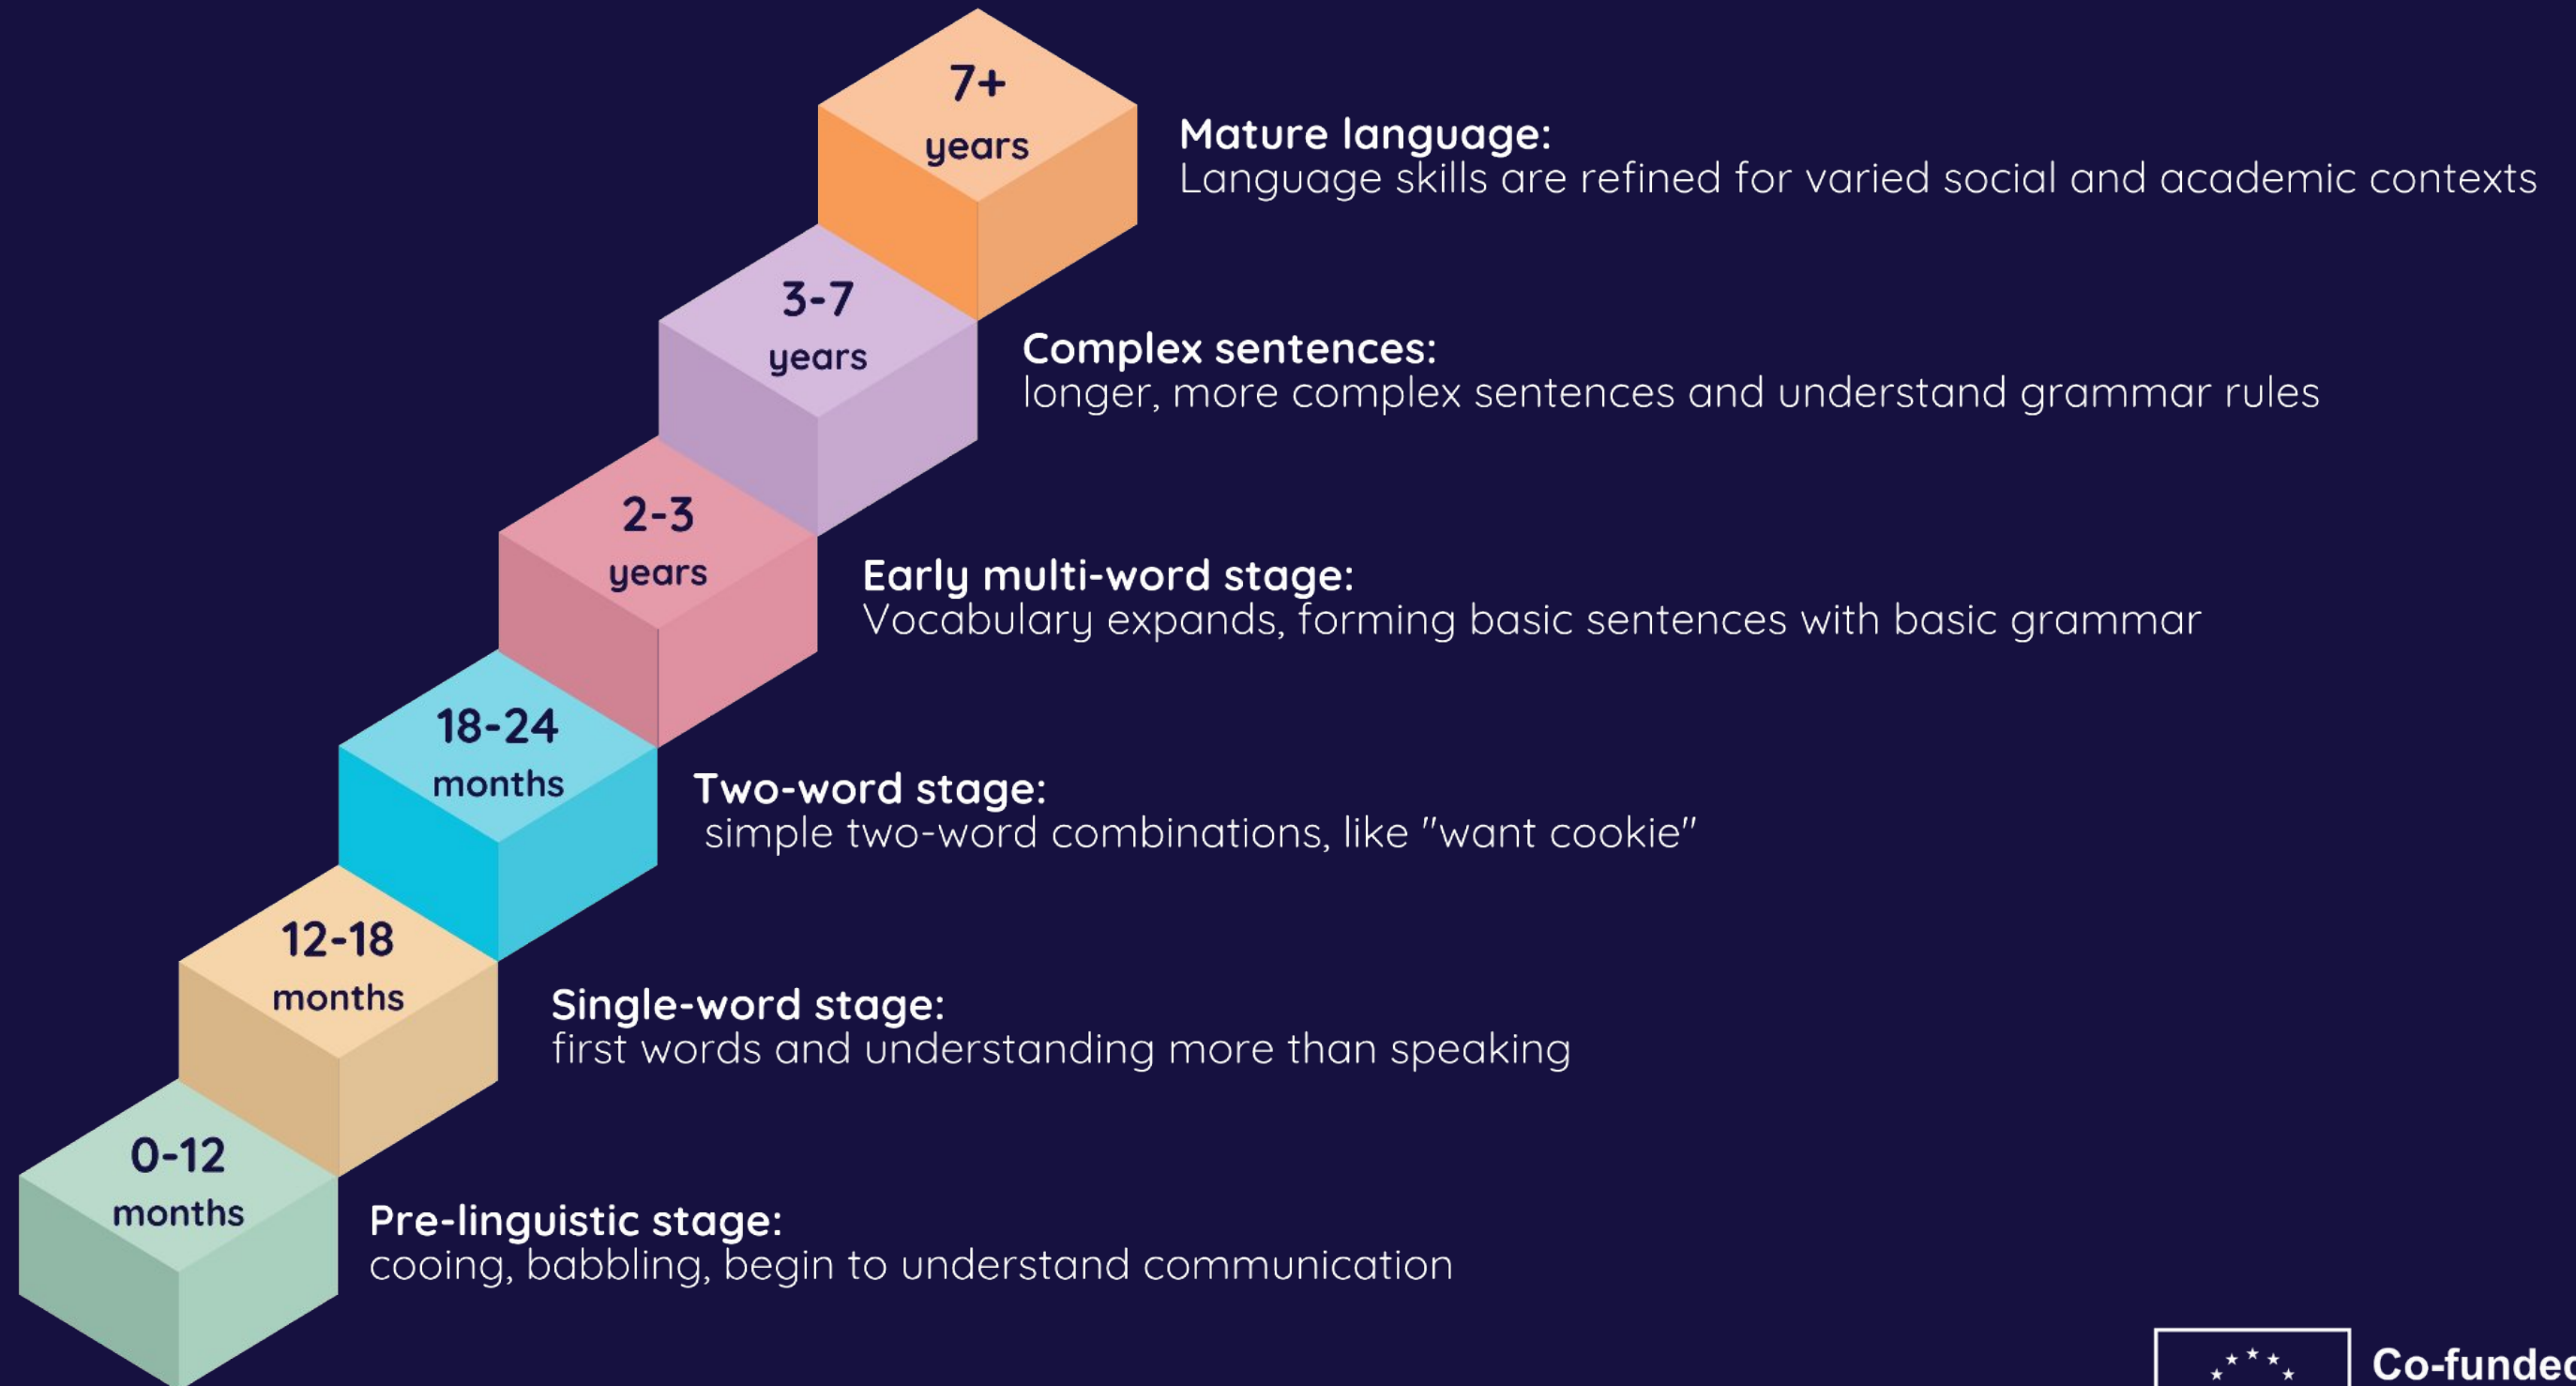 7+
years
Mature language:
Language skills are refined for varied social and academic contexts
3-7
years
Complex sentences:
longer, more complex sentences and understand grammar rules
2-3
years
Early multi-word stage:
Vocabulary expands, forming basic sentences with basic grammar
18-24
months
Two-word stage:
simple two-word combinations, like "want cookie"
12-18
months
Single-word stage:
first words and understanding more than speaking
0-12
months
Pre-linguistic stage:
cooing, babbling, begin to understand communication
Co-funded